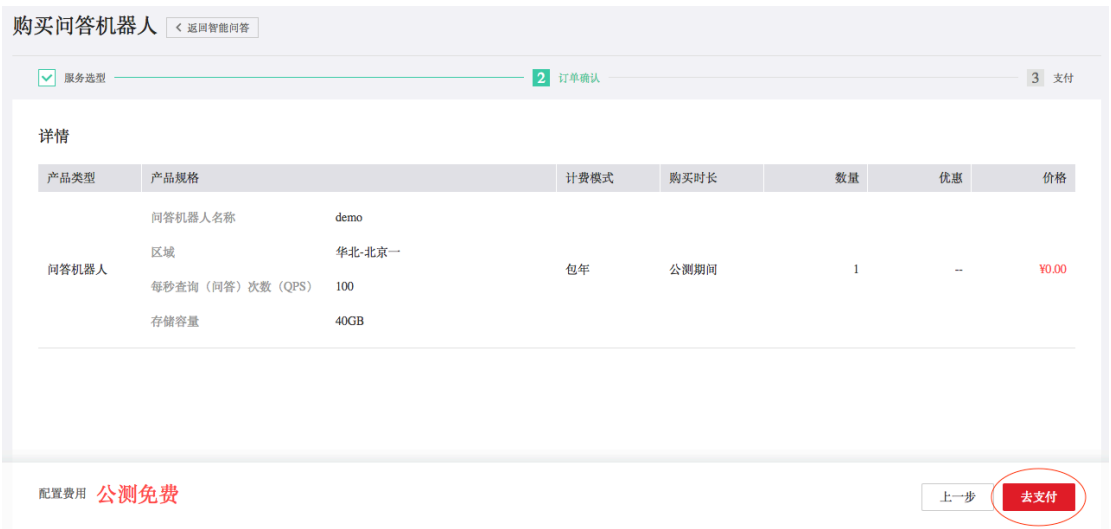 购买问答机器人 < 返回智能问答
服务选型 2 订单确认 3 支付
详情
产品类型 产品规格 计费模式 购买时长 数量 优惠 价格
问答机器人名称 demo
区域 华北-北京一
问答机器人 包年 公测期间 1 -- ¥0.00
每秒查询（问答）次数（QPS） 100
存储容量 40GB
配置费用 公测免费 上一步 去支付